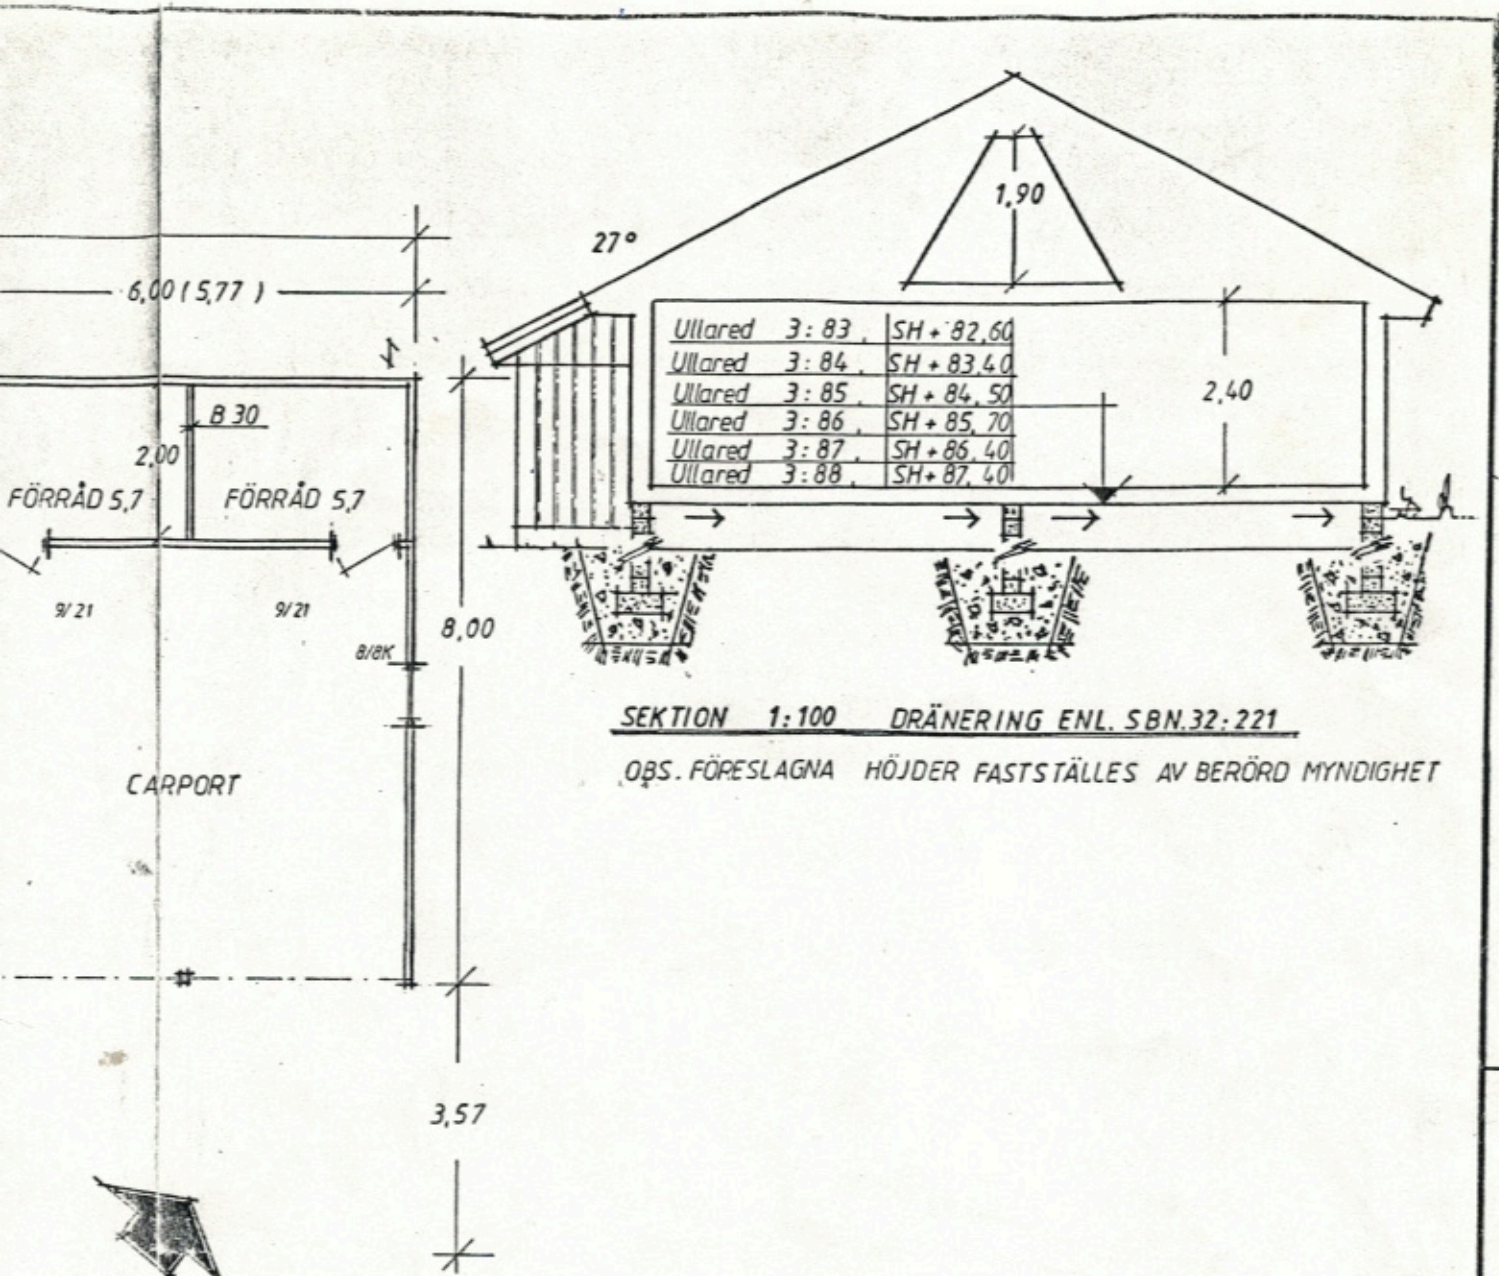 1,90
27°
6,00 (5,77 )
Ullared 3:83, SH+82,60
Ullared 3:84, SH+83,40
Ullared 3:85, SH+84,50
Ullared 3:86, SH+85,70
Ullared 3:87, SH+86,40
Ullared 3:88, SH+87,40
2,40
B 30
2,00
FÖRRÅD 5,7
FÖRRÅD 5,7
9/21
9/21
8/8K
8,00
SEKTION 1:100 DRÄNERING ENL. SBN.32:221
OBS. FÖRESLAGNA HÖJDER FASTSTÄLLES AV BERÖRD MYNDIGHET
CARPORT
3,57